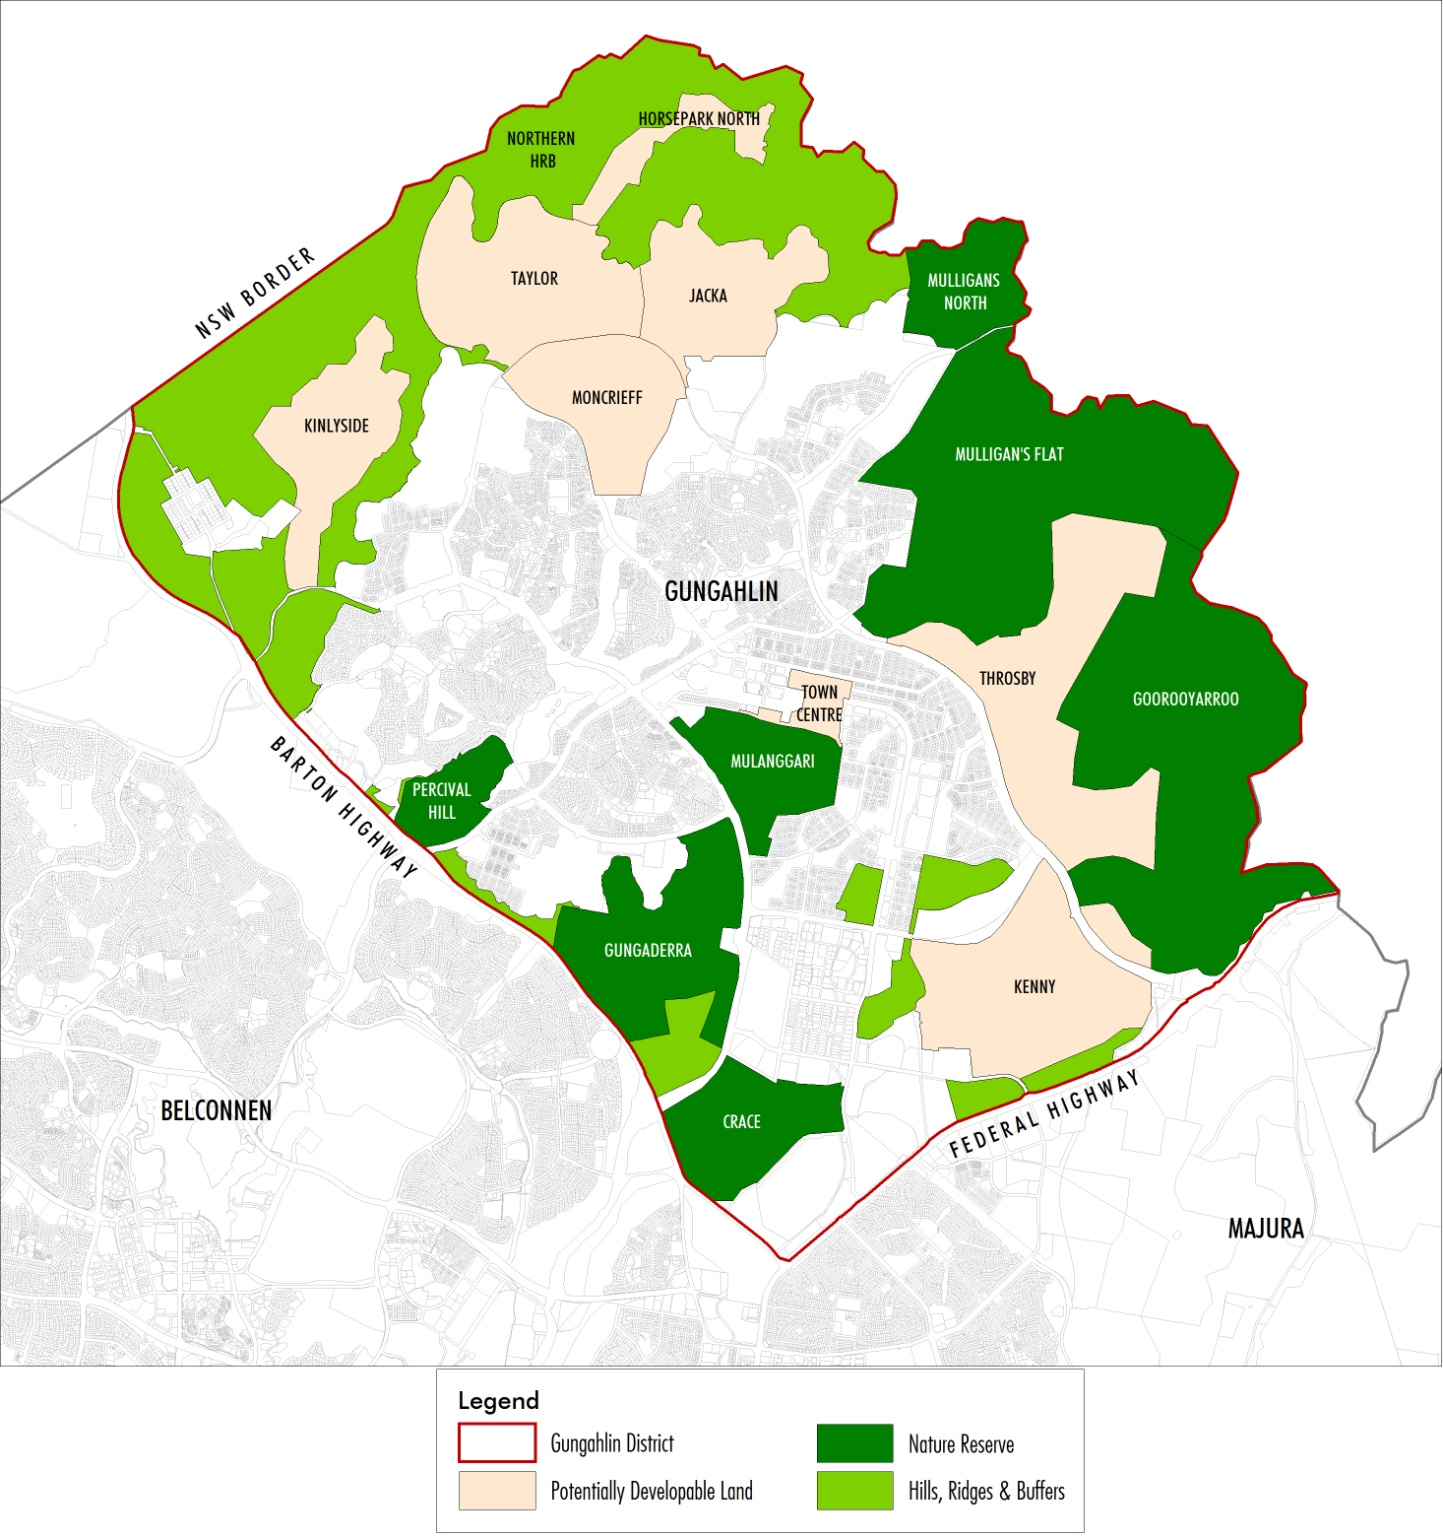 HORSEPARK NORTH
NORTHERN
HRB
NSW BORDER
TAYLOR
JACKA
MULLIGANS
NORTH
MONCRIEFF
KINLYSIDE
MULLIGAN'S FLAT
GUNGAHLIN
THROSBY
TOWN
CENTRE
GOOROOYARROO
MULANGGARI
PERCIVAL
HILL
BARTON HIGHWAY
GUNGADERRA
KENNY
BELCONNEN
CRACE
FEDERAL HIGHWAY
MAJURA
Legend
Gungahlin District
Nature Reserve
Potentially Developable Land
Hills, Ridges & Buffers